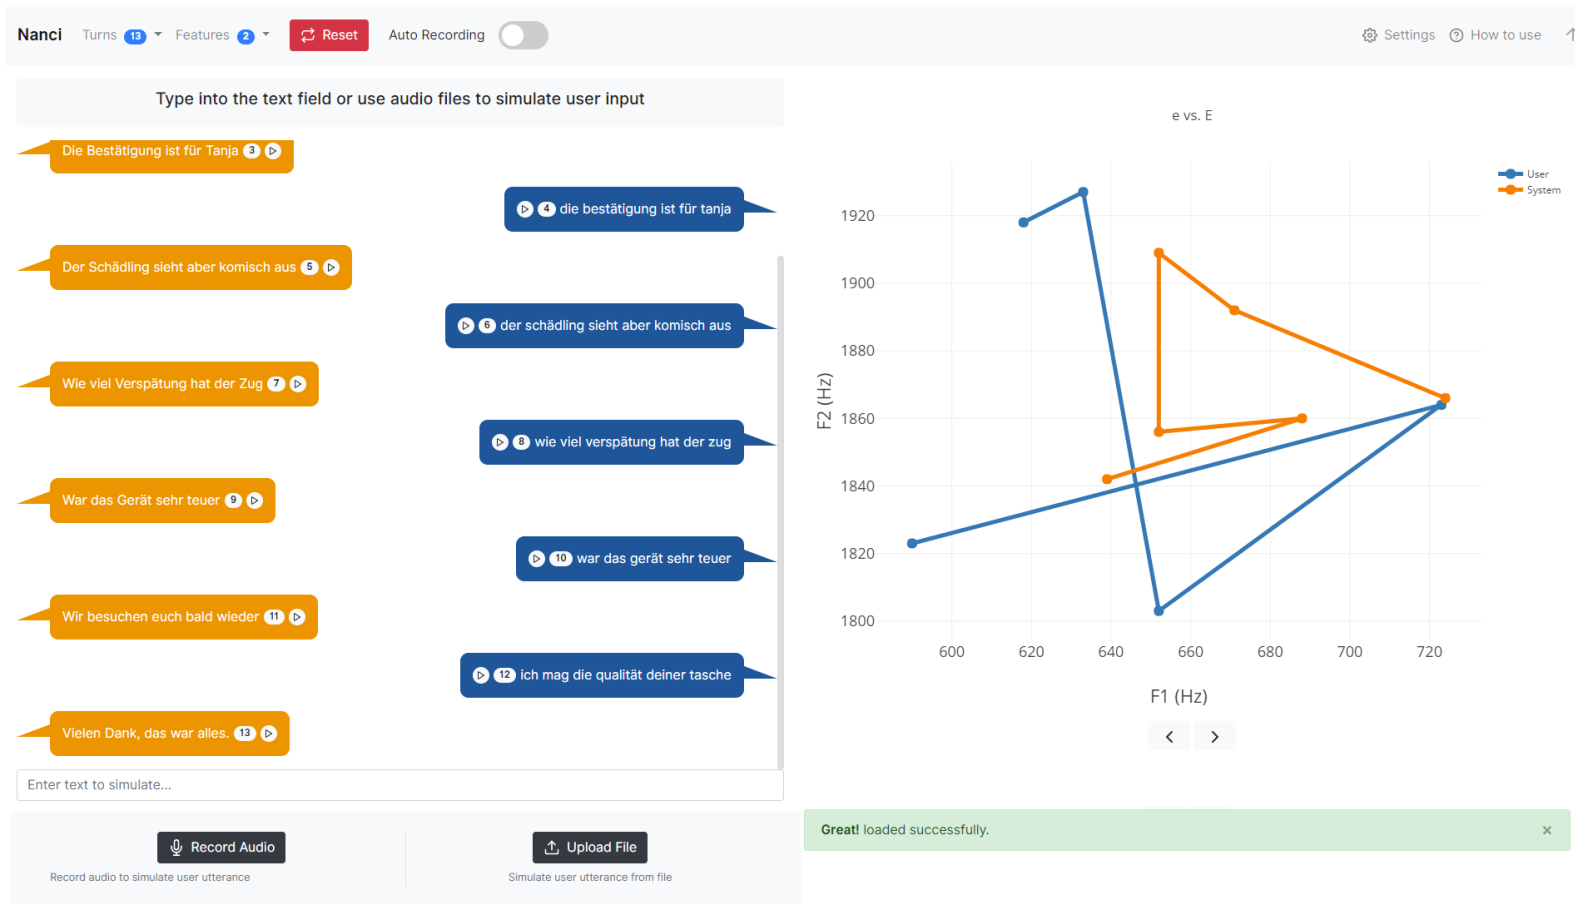 Nanci Turns 13 Features 2 Reset Auto Recording Settings How to use
Type into the text field or use audio files to simulate user input
Die Bestätigung ist für Tanja 3
4 die bestätigung ist für tanja
Der Schädling sieht aber komisch aus 5
6 der schädling sieht aber komisch aus
Wie viel Verspätung hat der Zug 7
8 wie viel verspätung hat der zug
War das Gerät sehr teuer 9
10 war das gerät sehr teuer
Wir besuchen euch bald wieder 11
12 ich mag die qualität deiner tasche
Vielen Dank, das war alles. 13
Enter text to simulate...
Record Audio
Record audio to simulate user utterance
Upload File
Simulate user utterance from file
e vs. E
User
System
1920
1900
1880
1860
1840
1820
1800
F2 (Hz)
600 620 640 660 680 700 720
F1 (Hz)
Great! loaded successfully. ×